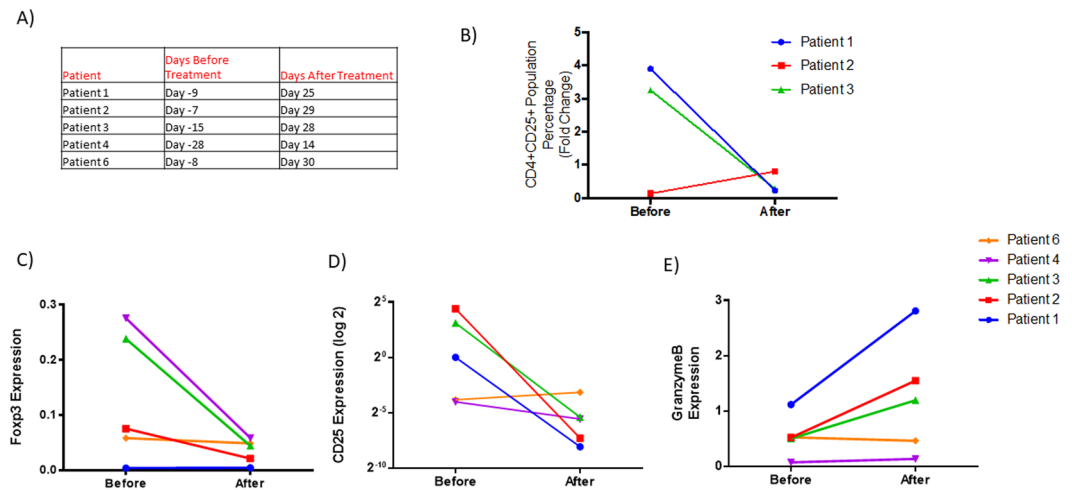 A)
Patient
Days Before
Treatment
Days After Treatment
Patient 1 Day -9 Day 25
Patient 2 Day -7 Day 29
Patient 3 Day -15 Day 28
Patient 4 Day -28 Day 14
Patient 6 Day -8 Day 30
B)
CD4+CD25+ Population
Percentage
(Fold Change)
5
4
3
2
1
0
Before After
Patient 1
Patient 2
Patient 3
C)
Foxp3 Expression
0.3
0.2
0.1
0.0
Before After
D)
CD25 Expression (log 2)
2^5
2^0
2^-5
2^-10
Before After
E)
GranzymeB
Expression
3
2
1
0
Before After
Patient 6
Patient 4
Patient 3
Patient 2
Patient 1